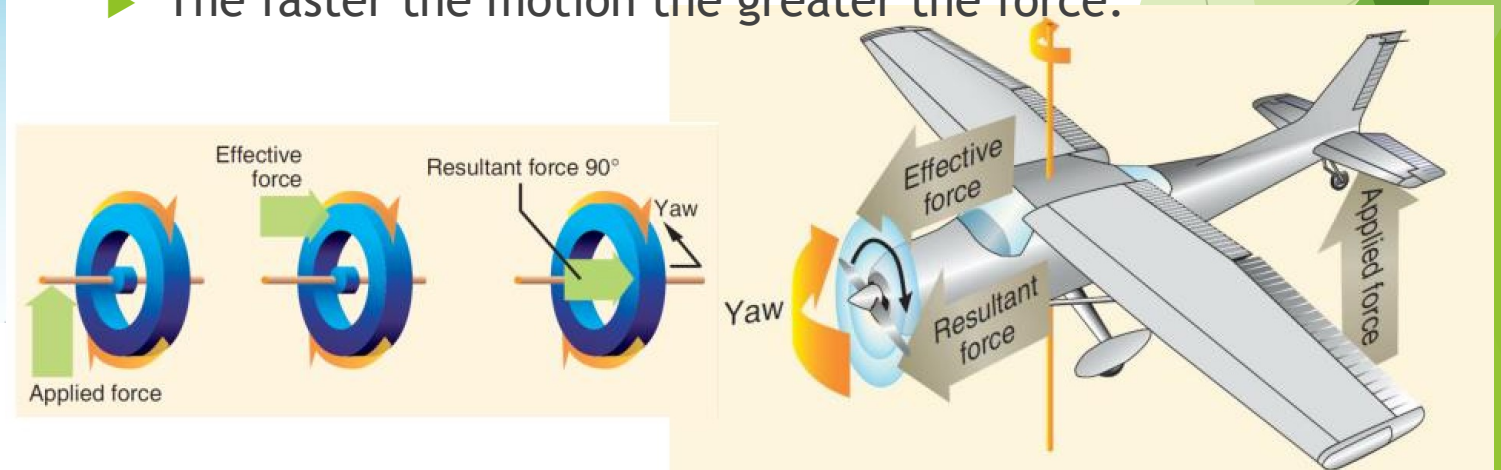 The faster the motion the greater the force.
Effective
force
Resultant force 90°
Yaw
Applied force
Effective
force
Applied force
Yaw
Resultant
force